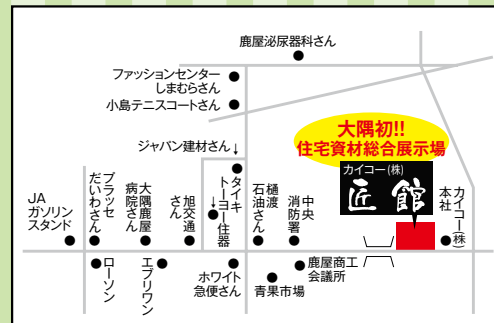 鹿屋泌尿器科さん
ファッションセンター
しまむらさん
小島テニスコートさん
大隅初!!
住宅資材総合展示場
ジャパン建材さん↓
カイコー(株)
匠 館
JA
ガソリン
スタンド
プラッセ
だいわさん
大隅鹿屋
病院さん
旭交通
さん
タイキ
トーヨー住器
↓
樋渡
石油さん
中央
消防署
カイコー(株)
本社
ローソン
エブリワン
ホワイト
急便さん
青果市場
鹿屋商工
会議所